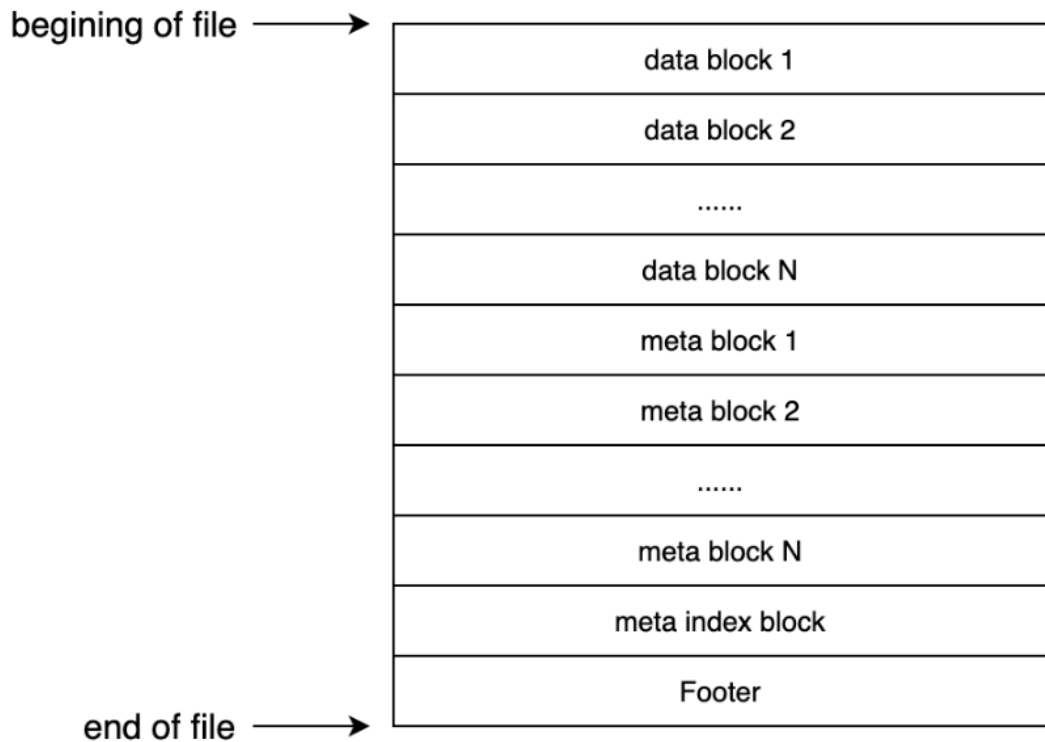 begining of file
data block 1
data block 2
......
data block N
meta block 1
meta block 2
......
meta block N
meta index block
Footer
end of file